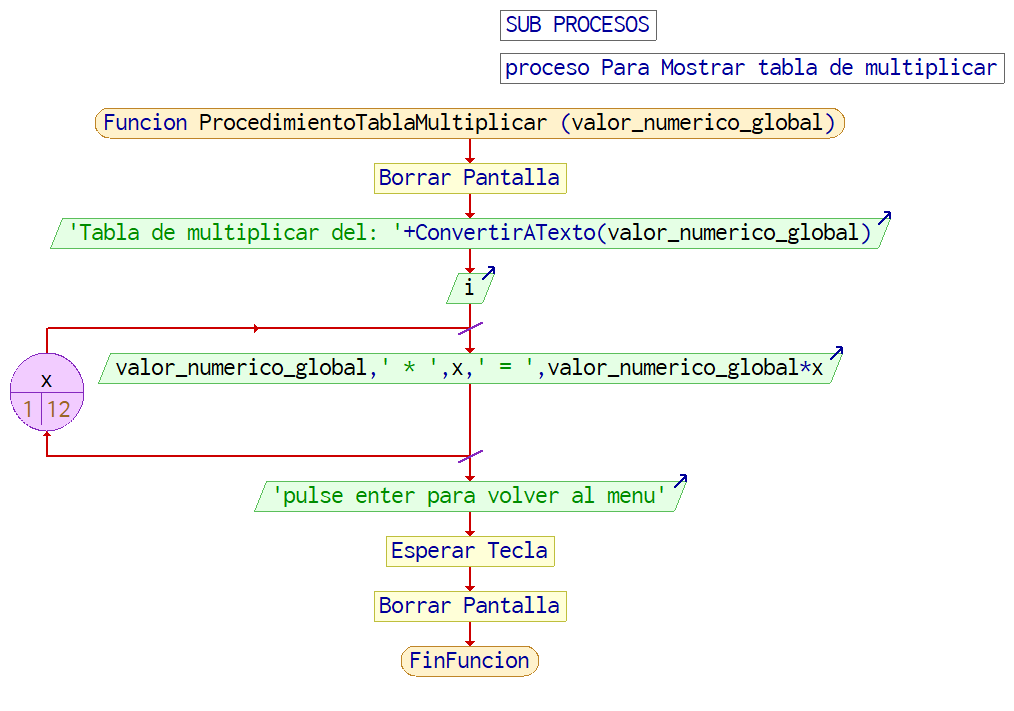 SUB PROCESOS
proceso Para Mostrar tabla de multiplicar
Funcion ProcedimientoTablaMultiplicar (valor_numerico_global)
Borrar Pantalla
'Tabla de multiplicar del: '+ConvertirATexto(valor_numerico_global)
i
x
1 12
valor_numerico_global,' * ',x,' = ',valor_numerico_global*x
'pulse enter para volver al menu'
Esperar Tecla
Borrar Pantalla
FinFuncion